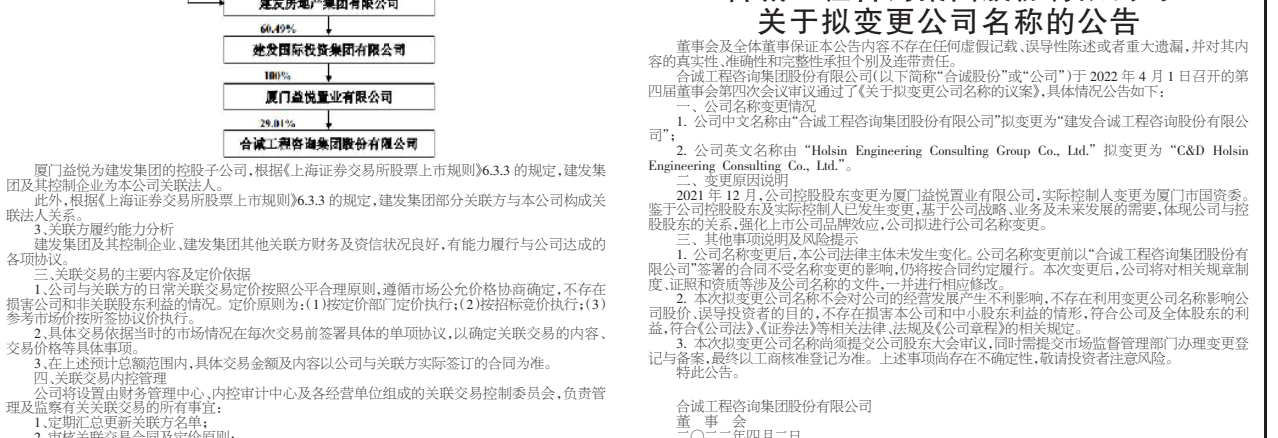 建发房地产集团有限公司
60.49%
建发国际投资集团有限公司
100%
厦门益悦置业有限公司
29.01%
合诚工程咨询集团股份有限公司
厦门益悦为建发集团的控股子公司,根据《上海证券交易所股票上市规则》6.3.3 的规定,建发集
团及其控制企业为本公司关联法人。
此外,根据《上海证券交易所股票上市规则》6.3.3 的规定,建发集团部分关联方与本公司构成关
联法人关系。
3、关联方履约能力分析
建发集团及其控制企业、建发集团其他关联方财务及资信状况良好,有能力履行与公司达成的
各项协议。
三、关联交易的主要内容及定价依据
1、公司与关联方的日常关联交易定价按照公平合理原则,遵循市场公允价格协商确定,不存在
损害公司和非关联股东利益的情况。定价原则为:(1)按定价部门定价执行;(2)按招标竞价执行;(3)
参考市场价按所签协议价执行。
2、具体交易依据当时的市场情况在每次交易前签署具体的单项协议,以确定关联交易的内容、
交易价格等具体事项。
3、在上述预计总额范围内,具体交易金额及内容以公司与关联方实际签订的合同为准。
四、关联交易内控管理
公司将设置由财务管理中心、内控审计中心及各经营单位组成的关联交易控制委员会,负责管
理及监察有关关联交易的所有事宜:
1、定期汇总更新关联方名单;
2、审核关联交易合同及定价原则;
关于拟变更公司名称的公告
董事会及全体董事保证本公告内容不存在任何虚假记载、误导性陈述或者重大遗漏,并对其内
容的真实性、准确性和完整性承担个别及连带责任。
合诚工程咨询集团股份有限公司(以下简称“合诚股份”或“公司”)于 2022 年 4 月 1 日召开的第
四届董事会第四次会议审议通过了《关于拟变更公司名称的议案》,具体情况公告如下:
一、公司名称变更情况
1. 公司中文名称由“合诚工程咨询集团股份有限公司”拟变更为“建发合诚工程咨询股份有限公
司”;
2. 公司英文名称由 “Holsin Engineering Consulting Group Co., Ltd.” 拟变更为 “C&D Holsin
Engineering Consulting Co., Ltd.”。
二、变更原因说明
2021 年 12 月,公司控股股东变更为厦门益悦置业有限公司,实际控制人变更为厦门市国资委。
鉴于公司控股股东及实际控制人已发生变更,基于公司战略、业务及未来发展的需要,体现公司与控
股股东的关系,强化上市公司品牌效应,公司拟进行公司名称变更。
三、其他事项说明及风险提示
1. 公司名称变更后,本公司法律主体未发生变化。公司名称变更前以“合诚工程咨询集团股份有
限公司”签署的合同不受名称变更的影响,仍将按合同约定履行。本次变更后,公司将对相关规章制
度、证照和资质等涉及公司名称的文件,一并进行相应修改。
2. 本次拟变更公司名称不会对公司的经营发展产生不利影响,不存在利用变更公司名称影响公
司股价、误导投资者的目的,不存在损害本公司和中小股东利益的情形,符合公司及全体股东的利
益,符合《公司法》、《证券法》等相关法律、法规及《公司章程》的相关规定。
3. 本次拟变更公司名称尚须提交公司股东大会审议,同时需提交市场监督管理部门办理变更登
记与备案,最终以工商核准登记为准。上述事项尚存在不确定性,敬请投资者注意风险。
特此公告。
合诚工程咨询集团股份有限公司
董 事 会
二〇二二年四月二日